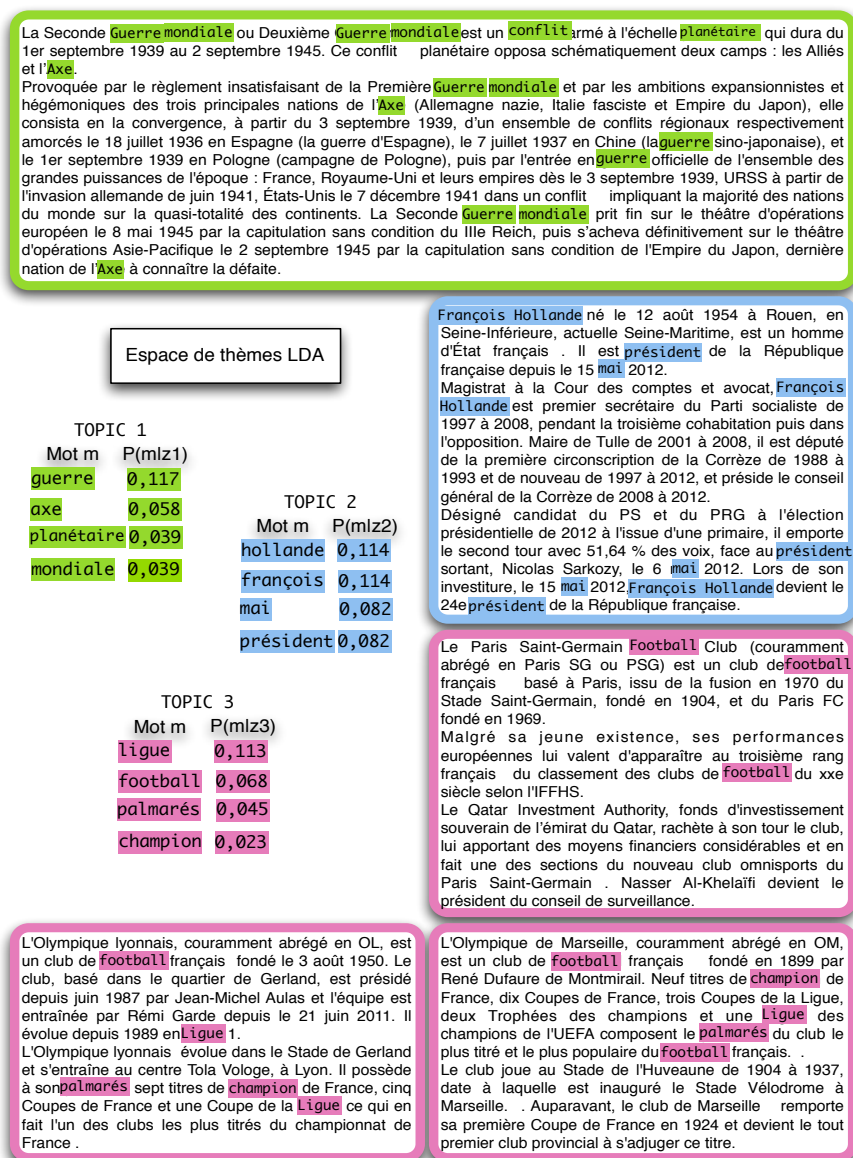 La Seconde Guerre mondiale ou Deuxième Guerre mondiale est un conflit armé à l'échelle planétaire qui dura du
1er septembre 1939 au 2 septembre 1945. Ce conflit planétaire opposa schématiquement deux camps : les Alliés
et l'Axe.
Provoquée par le règlement insatisfaisant de la Première Guerre mondiale et par les ambitions expansionnistes et
hégémoniques des trois principales nations de l'Axe (Allemagne nazie, Italie fasciste et Empire du Japon), elle
consista en la convergence, à partir du 3 septembre 1939, d'un ensemble de conflits régionaux respectivement
amorcés le 18 juillet 1936 en Espagne (la guerre d'Espagne), le 7 juillet 1937 en Chine (la guerre sino-japonaise), et
le 1er septembre 1939 en Pologne (campagne de Pologne), puis par l'entrée en guerre officielle de l'ensemble des
grandes puissances de l'époque : France, Royaume-Uni et leurs empires dès le 3 septembre 1939, URSS à partir de
l'invasion allemande de juin 1941, États-Unis le 7 décembre 1941 dans un conflit impliquant la majorité des nations
du monde sur la quasi-totalité des continents. La Seconde Guerre mondiale prit fin sur le théâtre d'opérations
européen le 8 mai 1945 par la capitulation sans condition du IIIe Reich, puis s'acheva définitivement sur le théâtre
d'opérations Asie-Pacifique le 2 septembre 1945 par la capitulation sans condition de l'Empire du Japon, dernière
nation de l'Axe à connaître la défaite.
Espace de thèmes LDA
TOPIC 1
Mot m P(m|z1)
guerre 0,117
axe 0,058
planétaire 0,039
mondiale 0,039
TOPIC 2
Mot m P(m|z2)
hollande 0,114
françois 0,114
mai 0,082
président 0,082
TOPIC 3
Mot m P(m|z3)
ligue 0,113
football 0,068
palmarés 0,045
champion 0,023
François Hollande né le 12 août 1954 à Rouen, en
Seine-Inférieure, actuelle Seine-Maritime, est un homme
d'État français . Il est président de la République
française depuis le 15 mai 2012.
Magistrat à la Cour des comptes et avocat, François
Hollande est premier secrétaire du Parti socialiste de
1997 à 2008, pendant la troisième cohabitation puis dans
l'opposition. Maire de Tulle de 2001 à 2008, il est député
de la première circonscription de la Corrèze de 1988 à
1993 et de nouveau de 1997 à 2012, et préside le conseil
général de la Corrèze de 2008 à 2012.
Désigné candidat du PS et du PRG à l'élection
présidentielle de 2012 à l'issue d'une primaire, il emporte
le second tour avec 51,64 % des voix, face au président
sortant, Nicolas Sarkozy, le 6 mai 2012. Lors de son
investiture, le 15 mai 2012, François Hollande devient le
24e président de la République française.
Le Paris Saint-Germain Football Club (couramment
abrégé en Paris SG ou PSG) est un club de football
français basé à Paris, issu de la fusion en 1970 du
Stade Saint-Germain, fondé en 1904, et du Paris FC
fondé en 1969.
Malgré sa jeune existence, ses performances
européennes lui valent d'apparaître au troisième rang
français du classement des clubs de football du xxe
siècle selon l'IFFHS.
Le Qatar Investment Authority, fonds d'investissement
souverain de l'émirat du Qatar, rachète à son tour le club,
lui apportant des moyens financiers considérables et en
fait une des sections du nouveau club omnisports du
Paris Saint-Germain . Nasser Al-Khelaïfi devient le
président du conseil de surveillance.
L'Olympique lyonnais, couramment abrégé en OL, est
un club de football français fondé le 3 août 1950. Le
club, basé dans le quartier de Gerland, est présidé
depuis juin 1987 par Jean-Michel Aulas et l'équipe est
entraînée par Rémi Garde depuis le 21 juin 2011. Il
évolue depuis 1989 en Ligue 1.
L'Olympique lyonnais évolue dans le Stade de Gerland
et s'entraîne au centre Tola Vologe, à Lyon. Il possède
à son palmarés sept titres de champion de France, cinq
Coupes de France et une Coupe de la Ligue ce qui en
fait l'un des clubs les plus titrés du championnat de
France .
L'Olympique de Marseille, couramment abrégé en OM,
est un club de football français fondé en 1899 par
René Dufaure de Montmirail. Neuf titres de champion de
France, dix Coupes de France, trois Coupes de la Ligue,
deux Trophées des champions et une Ligue des
champions de l'UEFA composent le palmarés du club le
plus titré et le plus populaire du football français. .
Le club joue au Stade de l'Huveaune de 1904 à 1937,
date à laquelle est inauguré le Stade Vélodrome à
Marseille. . Auparavant, le club de Marseille remporte
sa première Coupe de France en 1924 et devient le tout
premier club provincial à s'adjuger ce titre.